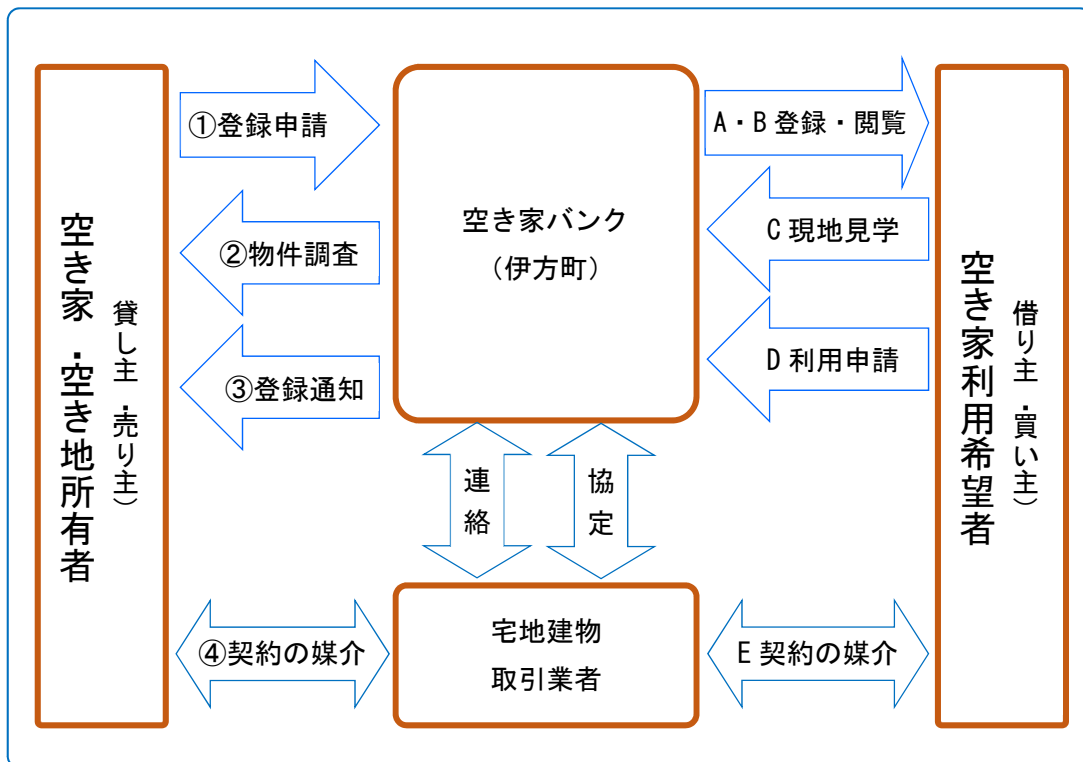 空き家・空き地所有者
貸し主・売り主）
①登録申請
②物件調査
③登録通知
④契約の媒介
空き家バンク
（伊方町）
連絡
協定
宅地建物
取引業者
A・B 登録・閲覧
C 現地見学
D 利用申請
E 契約の媒介
空き家利用希望者
借り主・買い主）